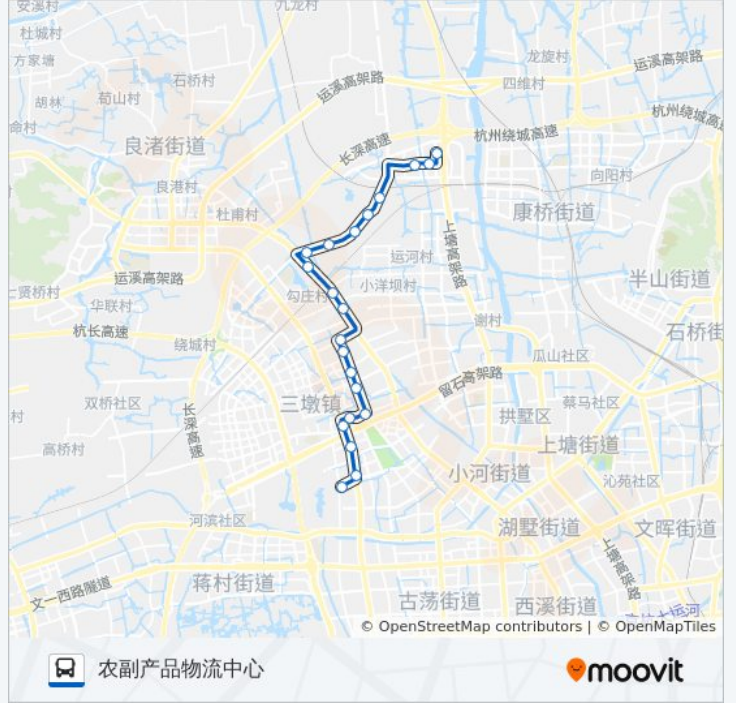 安溪村
九龙村
杜城村
方家塘
石桥村
龙旋村
运溪高架路
四维村
运溪高架路
胡林
荀山村
杭州绕城高速
杭州绕城高速
命村
良渚街道
长深高速
良港村
向阳村
杜甫村
康桥街道
上塘高架路
运河村
运溪高架路
半山街道
上贤桥村
勾庄村
小洋坝村
华联村
谢村
杭长高速
石桥街
绕城村
瓜山社区
留石高架路
双桥社区
三墩镇
蔡马社区
村
拱墅区
长深高速
高桥村
上塘街道
小河街道
沁苑社区
河滨社区
湖墅街道
文晖街道
上塘高架路
蒋村街道
文一西路隧道
古荡街道
西溪街道
© OpenStreetMap contributors | © OpenMapTiles
农副产品物流中心
moovit